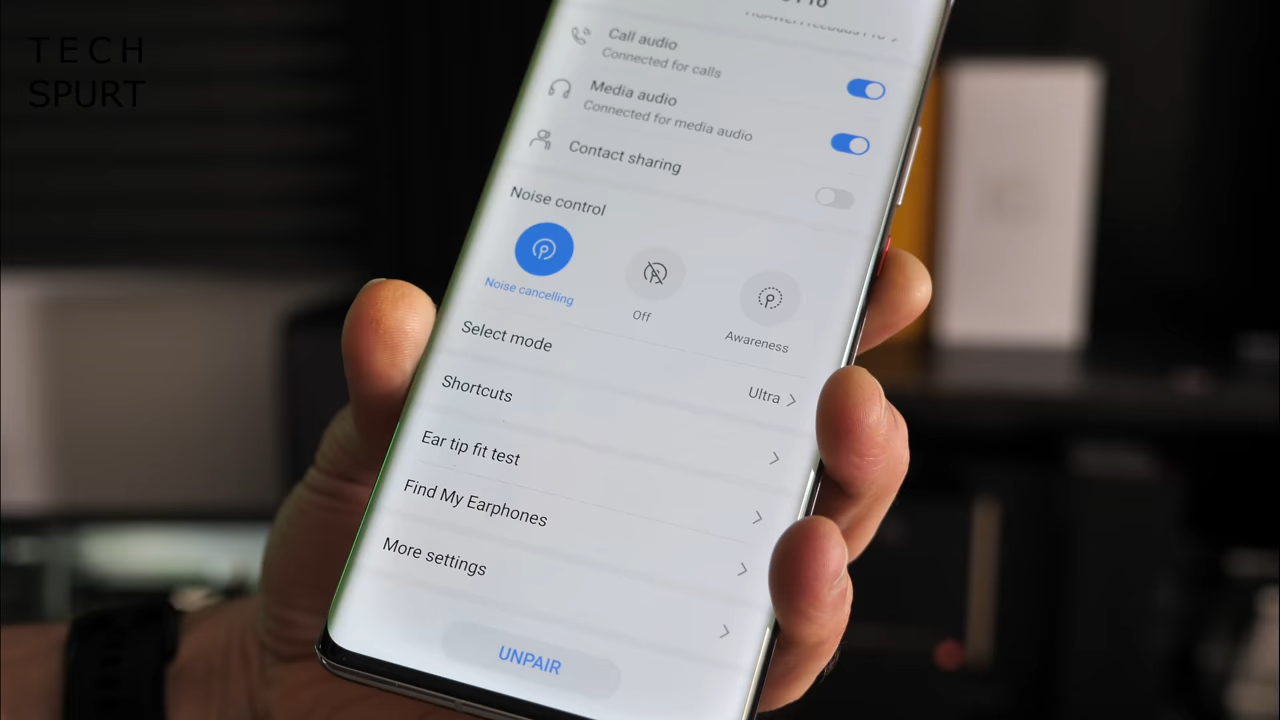 TECH
SPURT
Call audio
Connected for calls
Media audio
Connected for media audio
Contact sharing
Noise control
Noise cancelling
Off
Awareness
Select mode
Ultra
Shortcuts
Ear tip fit test
Find My Earphones
More settings
UNPAIR